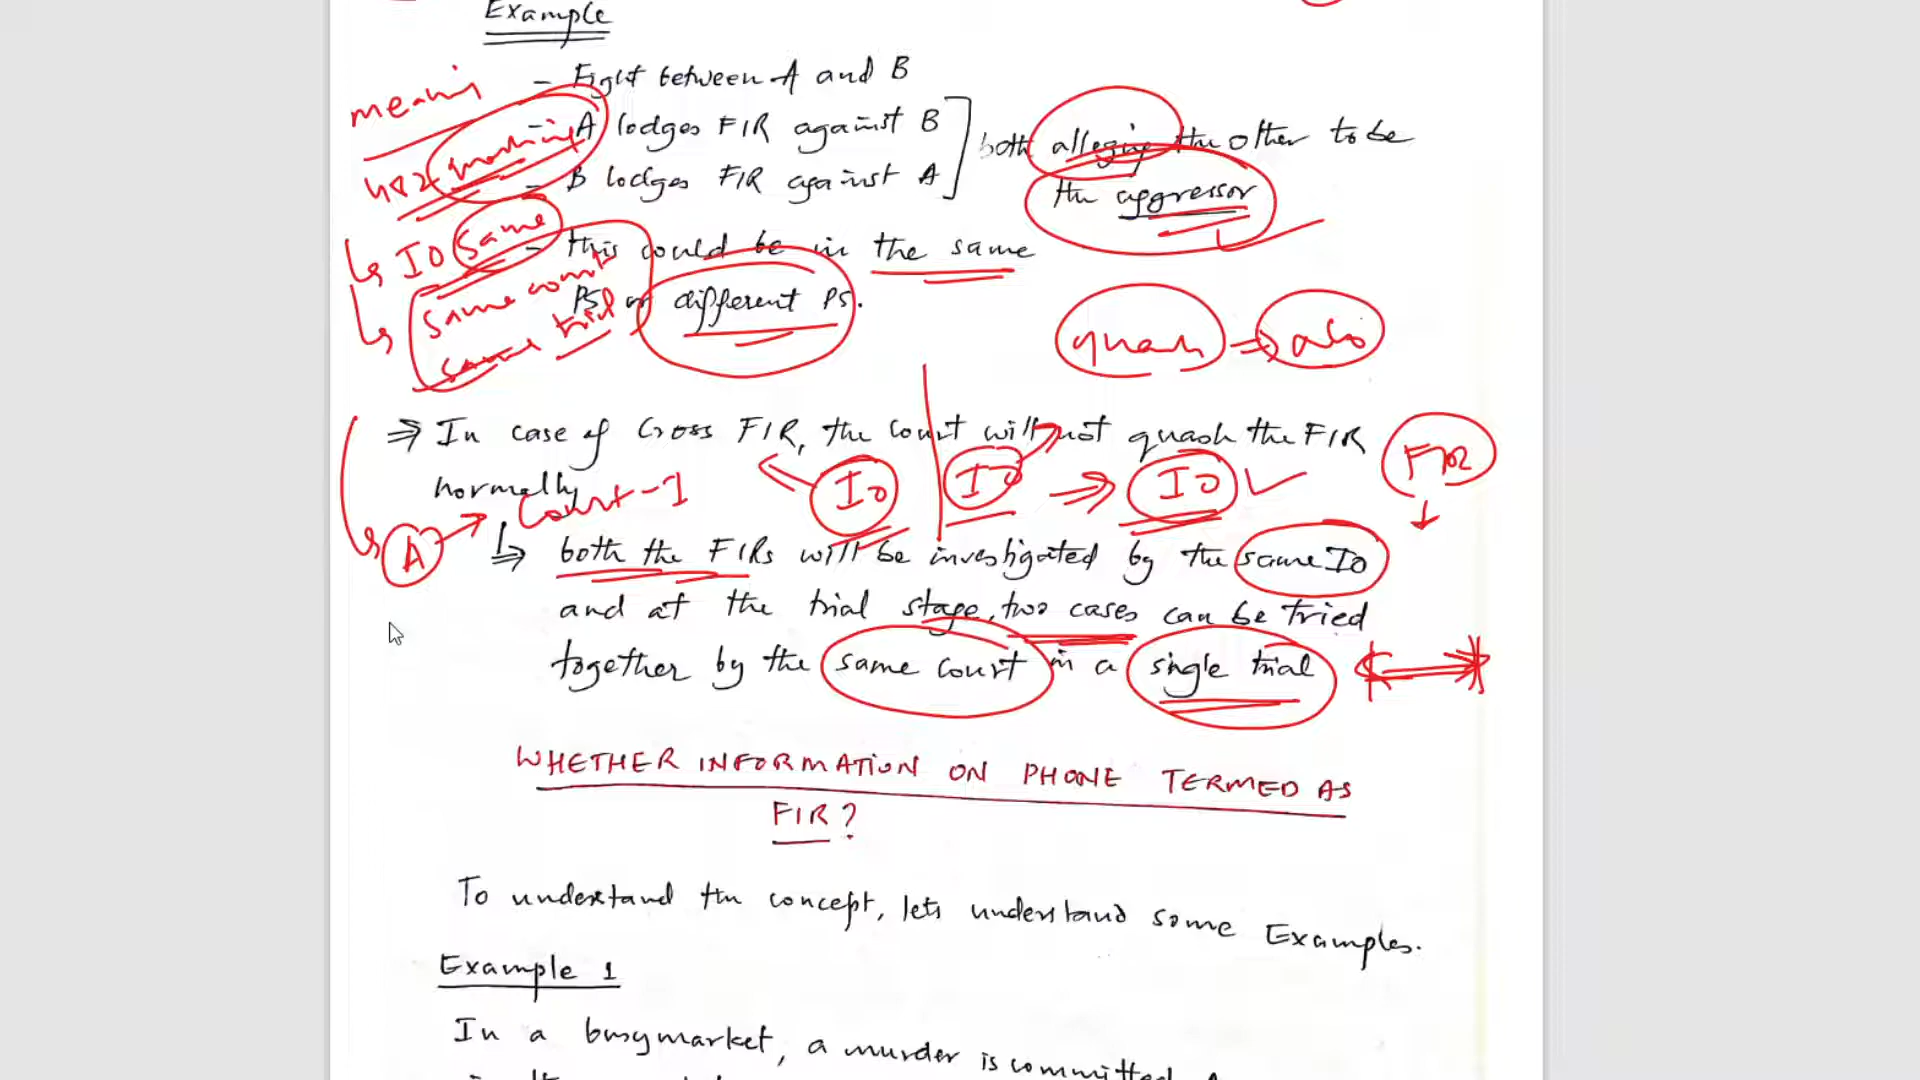 Example
- Fight between A and B
meaning
- A lodges FIR against B
both alleging the other to be
482
- B lodges FIR against A
the aggressor
IO same
- this could be in the same
same court
PS or different PS.
same trial
quash => also
⇒ In case of Cross FIR, the Court will not quash the FIR
FIR
normally
Court-1
IO
IO ⇒ IO
A
both the FIRs will be investigated by the same IO
and at the trial stage, two cases can be tried
together by the same court in a single trial
WHETHER INFORMATION ON PHONE TERMED AS
FIR?
To understand the concept, lets understand some Examples.
Example 1
In a busy market, a murder is committed.